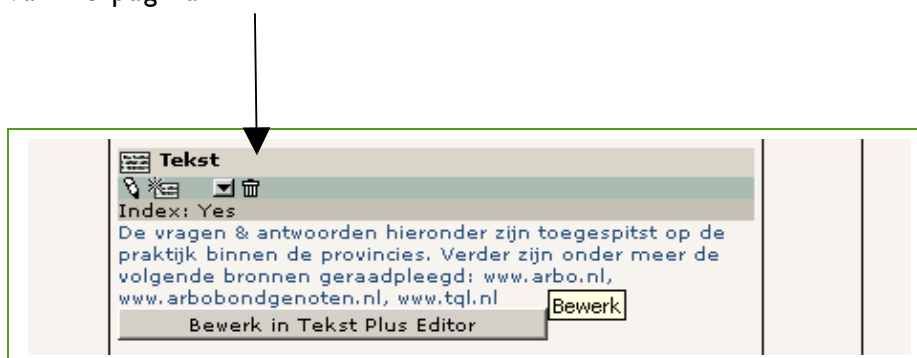 Tekst
Index: Yes
De vragen & antwoorden hieronder zijn toegespitst op de
praktijk binnen de provincies. Verder zijn onder meer de
volgende bronnen geraadpleegd: www.arbo.nl,
www.arbobondgenoten.nl, www.tql.nl
Bewerk
Bewerk in Tekst Plus Editor